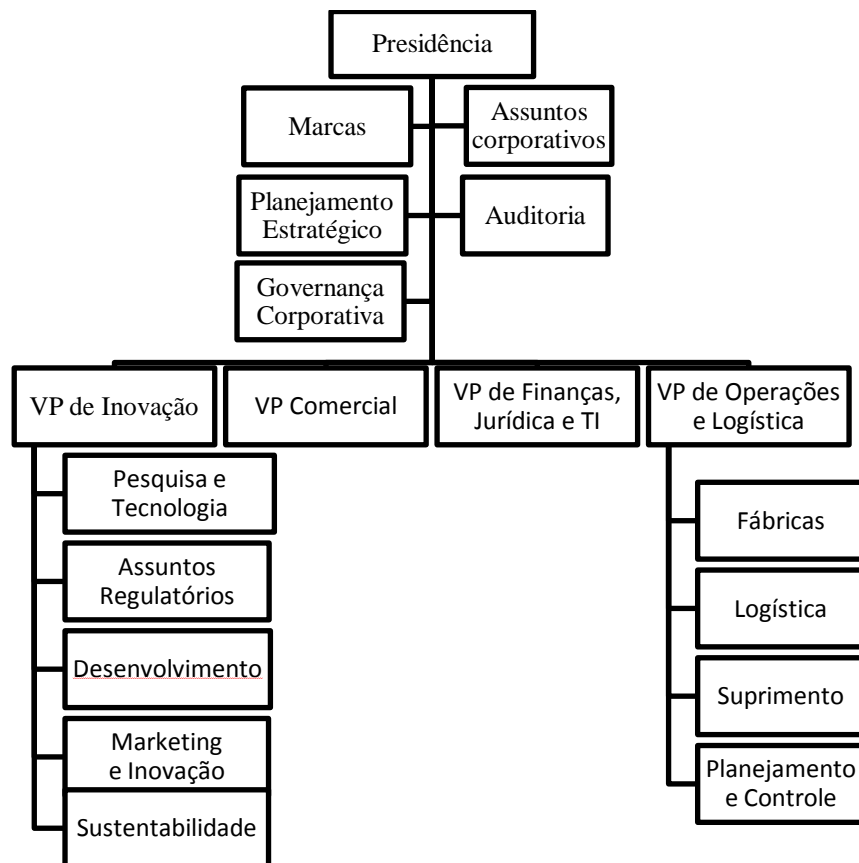 Presidência
Marcas
Assuntos
corporativos
Planejamento
Estratégico
Auditoria
Governança
Corporativa
VP de Inovação
VP Comercial
VP de Finanças,
Jurídica e TI
VP de Operações
e Logística
Pesquisa e
Tecnologia
Assuntos
Regulatórios
Desenvolvimento
Marketing
e Inovação
Sustentabilidade
Fábricas
Logística
Suprimento
Planejamento
e Controle